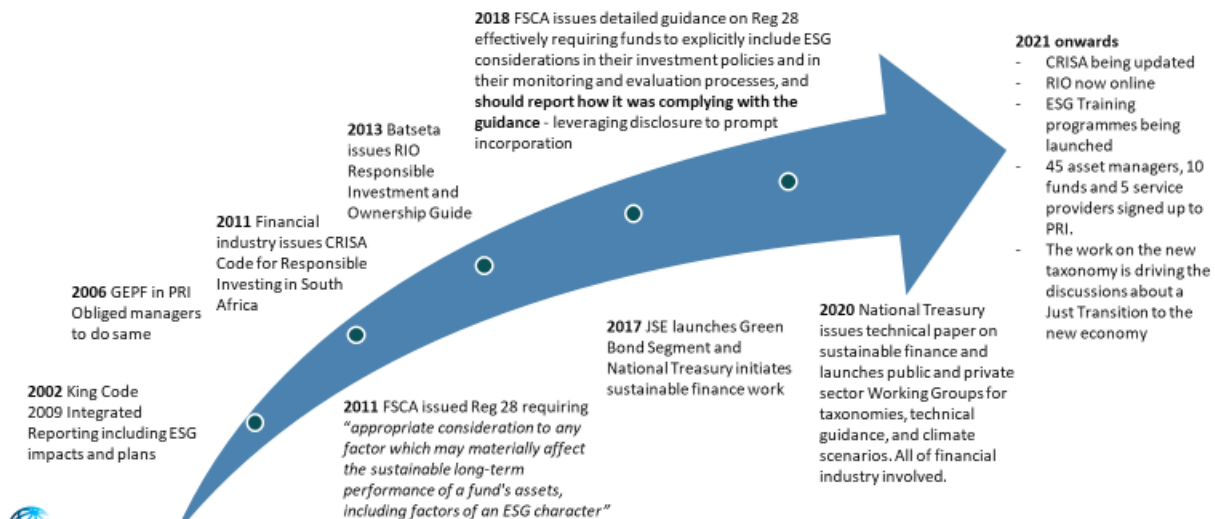 2018 FSCA issues detailed guidance on Reg 28
effectively requiring funds to explicitly include ESG
considerations in their investment policies and in
their monitoring and evaluation processes, and
should report how it was complying with the
guidance - leveraging disclosure to prompt
incorporation
2021 onwards
- CRISA being updated
- RIO now online
- ESG Training
programmes being
launched
- 45 asset managers, 10
funds and 5 service
providers signed up to
PRI.
- The work on the new
taxonomy is driving the
discussions about a
Just Transition to the
new economy
2013 Batseta
issues RIO
Responsible
Investment and
Ownership Guide
2011 Financial
industry issues CRISA
Code for Responsible
Investing in South
Africa
2006 GEPF in PRI
Obliged managers
to do same
2002 King Code
2009 Integrated
Reporting including ESG
impacts and plans
2011 FSCA issued Reg 28 requiring
“appropriate consideration to any
factor which may materially affect
the sustainable long-term
performance of a fund's assets,
including factors of an ESG character”
2017 JSE launches Green
Bond Segment and
National Treasury initiates
sustainable finance work
2020 National Treasury
issues technical paper on
sustainable finance and
launches public and private
sector Working Groups for
taxonomies, technical
guidance, and climate
scenarios. All of financial
industry involved.